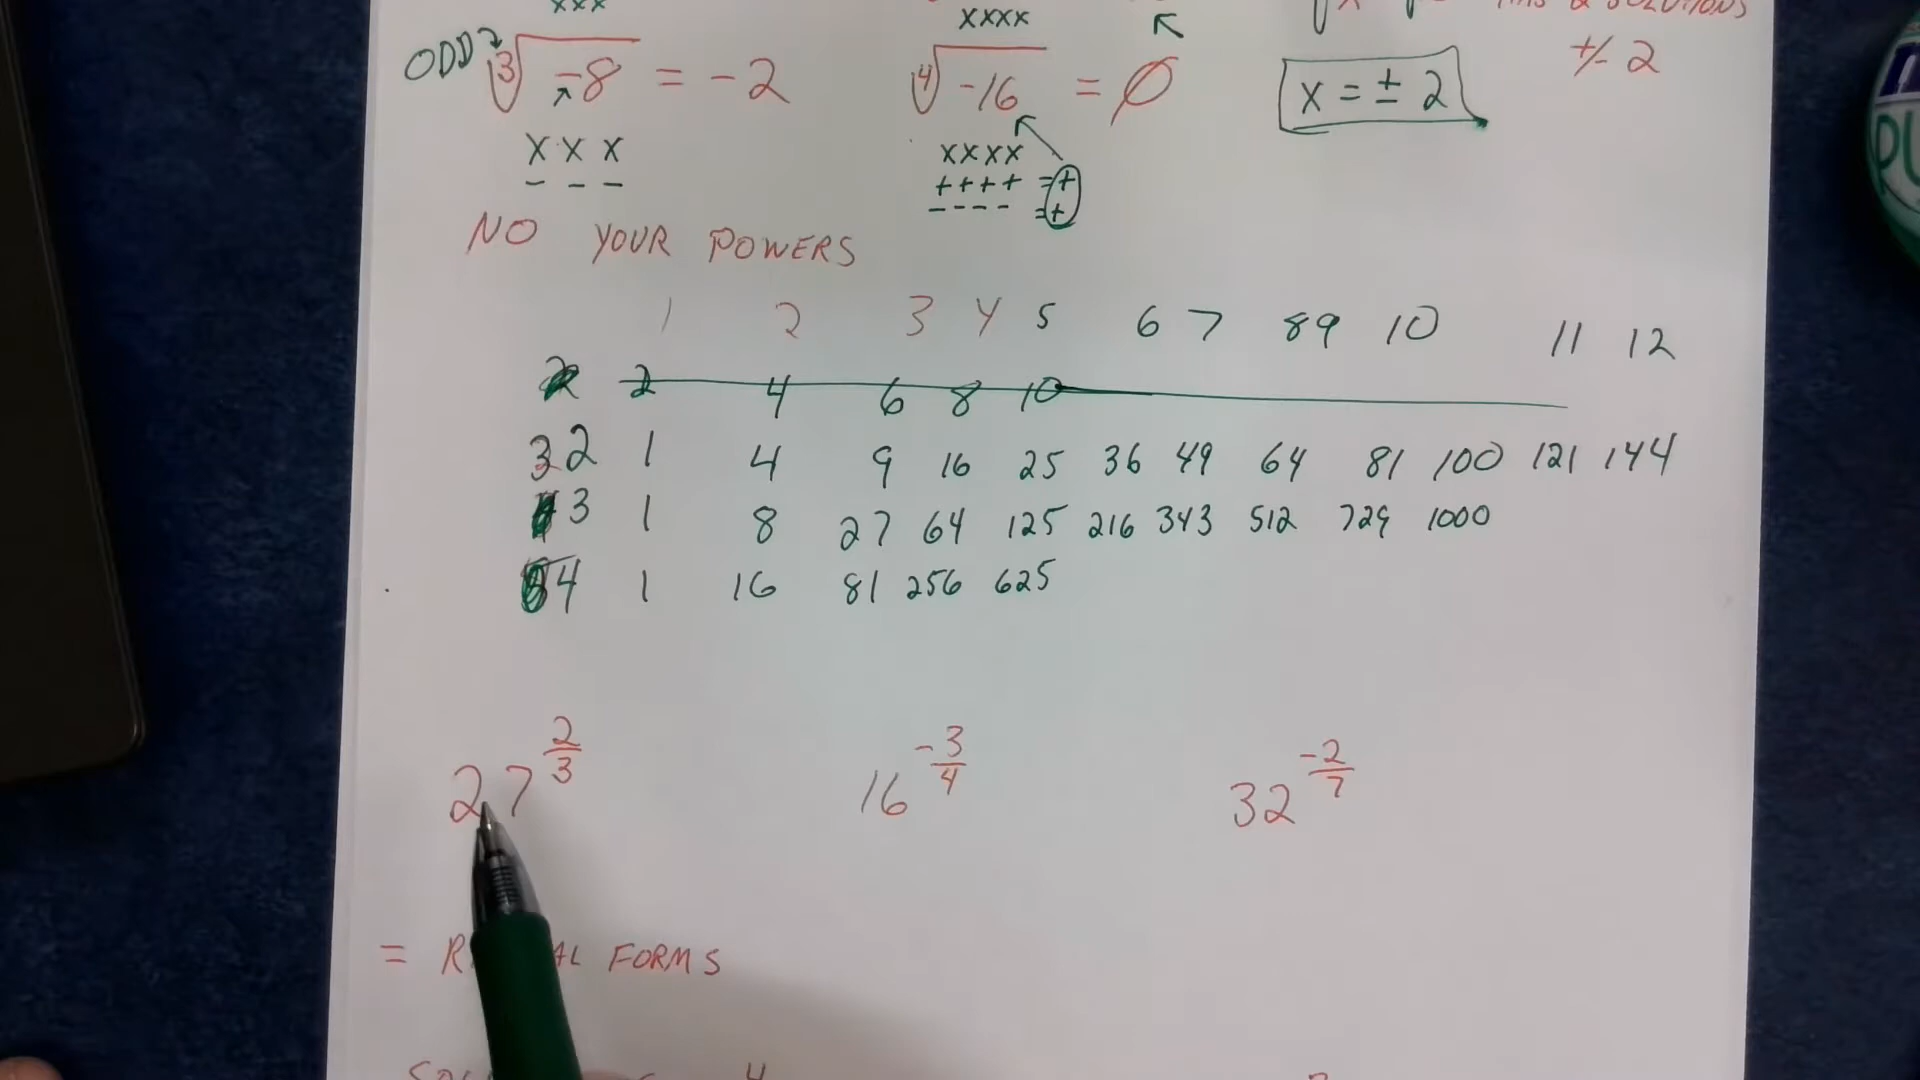 xxx xxxx HAS 2 SOLUTIONS
ODD ∛-8 = -2 ∜-16 = Ø x = ± 2 +/- 2
x x x xxxx
- - - ++++ =+
---- =+
NO YOUR POWERS
1 2 3 4 5 6 7 8 9 10 11 12
2 4 6 8 10
3 2 1 4 9 16 25 36 49 64 81 100 121 144
3 1 8 27 64 125 216 343 512 729 1000
4 1 16 81 256 625
27^(2/3) 16^(-3/4) 32^(-2/7)
= FORMS